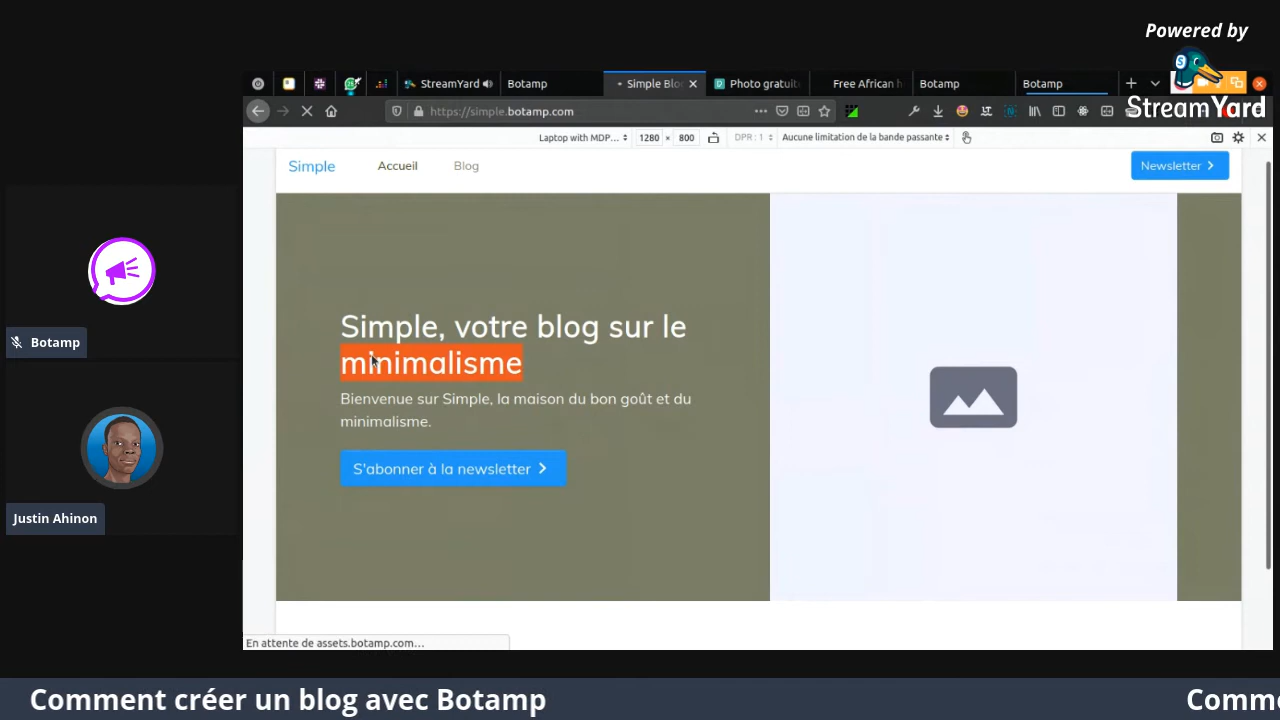 Powered by
StreamYard
StreamYard
Botamp
Simple Blo
Photo gratuite
Free African h
Botamp
Botamp
https://simple.botamp.com
Laptop with MDP...
1280 × 800
DPR : 1
Aucune limitation de la bande passante
Simple
Accueil
Blog
Newsletter
Simple, votre blog sur le
minimalisme
Bienvenue sur Simple, la maison du bon goût et du
minimalisme.
S'abonner à la newsletter
Botamp
Justin Ahinon
En attente de assets.botamp.com...
Comment créer un blog avec Botamp
Comme